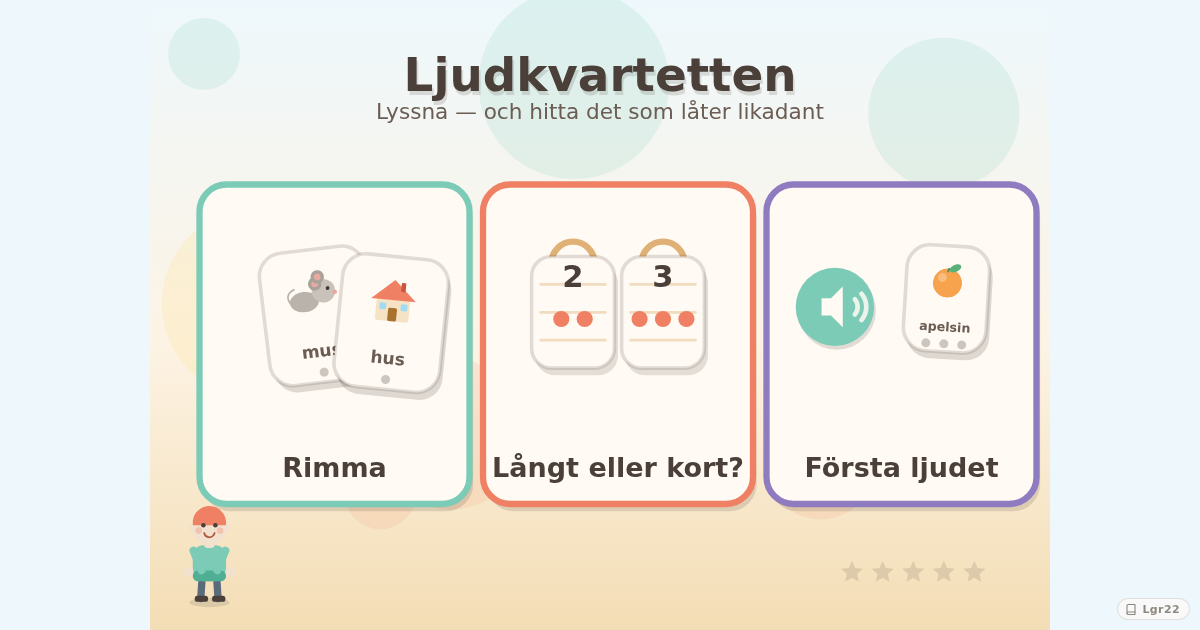 Ljudkvartetten
Lyssna — och hitta det som låter likadant
mus
hus
Rimma
2 3
Långt eller kort?
apelsin
Första ljudet
Lgr22